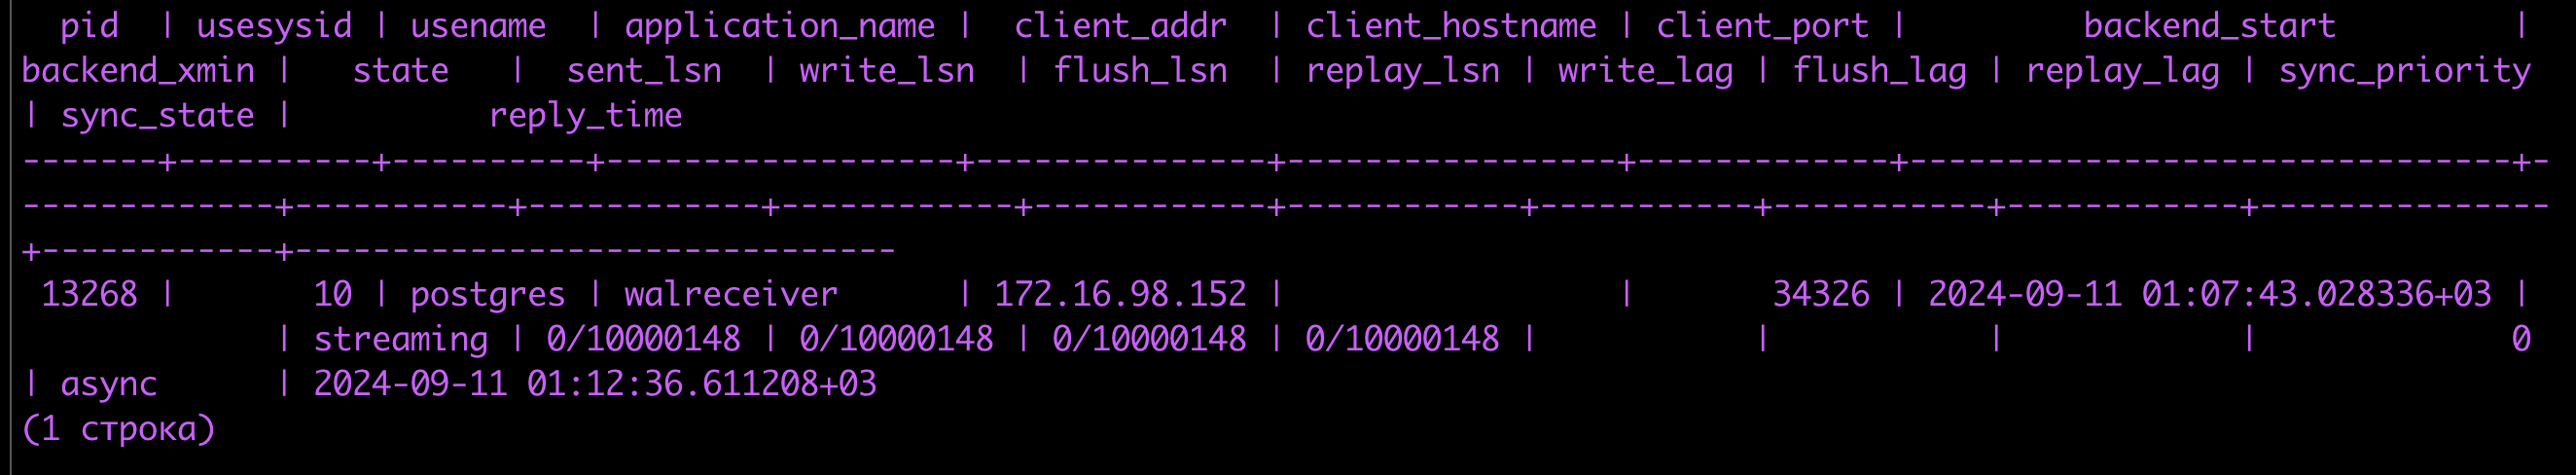 pid  | usesysid | usename  | application_name |  client_addr  | client_hostname | client_port |         backend_start         |
backend_xmin |   state   |  sent_lsn  | write_lsn  | flush_lsn  | replay_lsn | write_lag | flush_lag | replay_lag | sync_priority
| sync_state |          reply_time
-------+----------+----------+------------------+---------------+-----------------+-------------+-------------------------------+-
-------------+-----------+------------+------------+------------+------------+-----------+-----------+------------+---------------
+------------+-------------------------------
 13268 |       10 | postgres | walreceiver      | 172.16.98.152 |                 |       34326 | 2024-09-11 01:07:43.028336+03 |
             | streaming | 0/10000148 | 0/10000148 | 0/10000148 | 0/10000148 |           |           |            |             0
| async      | 2024-09-11 01:12:36.611208+03
(1 строка)